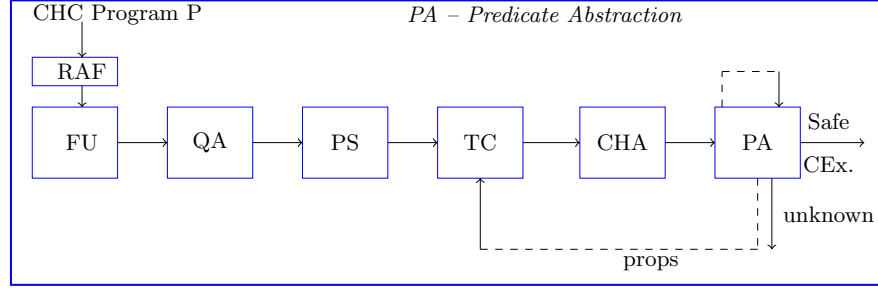 CHC Program P
PA – Predicate Abstraction
RAF
FU
QA
PS
TC
CHA
PA
Safe
CEx.
unknown
props